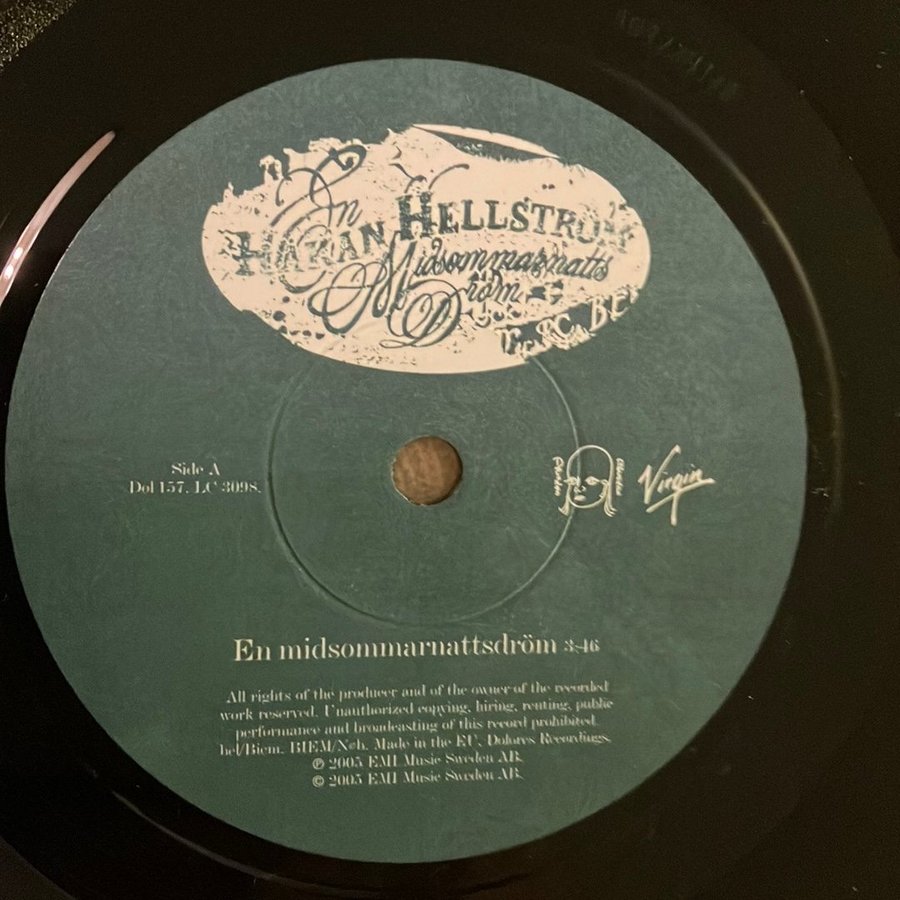 En
HÅKAN HELLSTRÖM
Midsommarnatts
Dröm
Side A
Dol 157. LC 3098.
Dolores
Virgin
En midsommarnattsdröm 3:46
All rights of the producer and of the owner of the recorded
work reserved. Unauthorized copying, hiring, renting, public
performance and broadcasting of this record prohibited.
hel/Biem. BIEM/N©b. Made in the EU. Dolores Recordings.
℗ 2005 EMI Music Sweden AB.
© 2005 EMI Music Sweden AB.